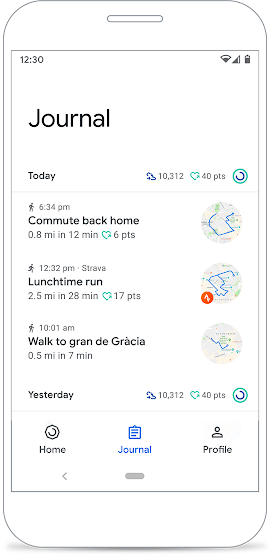 12:30
Journal
Today 10,312 40 pts
6:34 pm
Commute back home
0.8 mi in 12 min 6 pts
12:32 pm · Strava
Lunchtime run
2.5 mi in 28 min 17 pts
10:01 am
Walk to gran de Gràcia
0.5 mi in 7 min
Yesterday 10,312 40 pts
Home Journal Profile